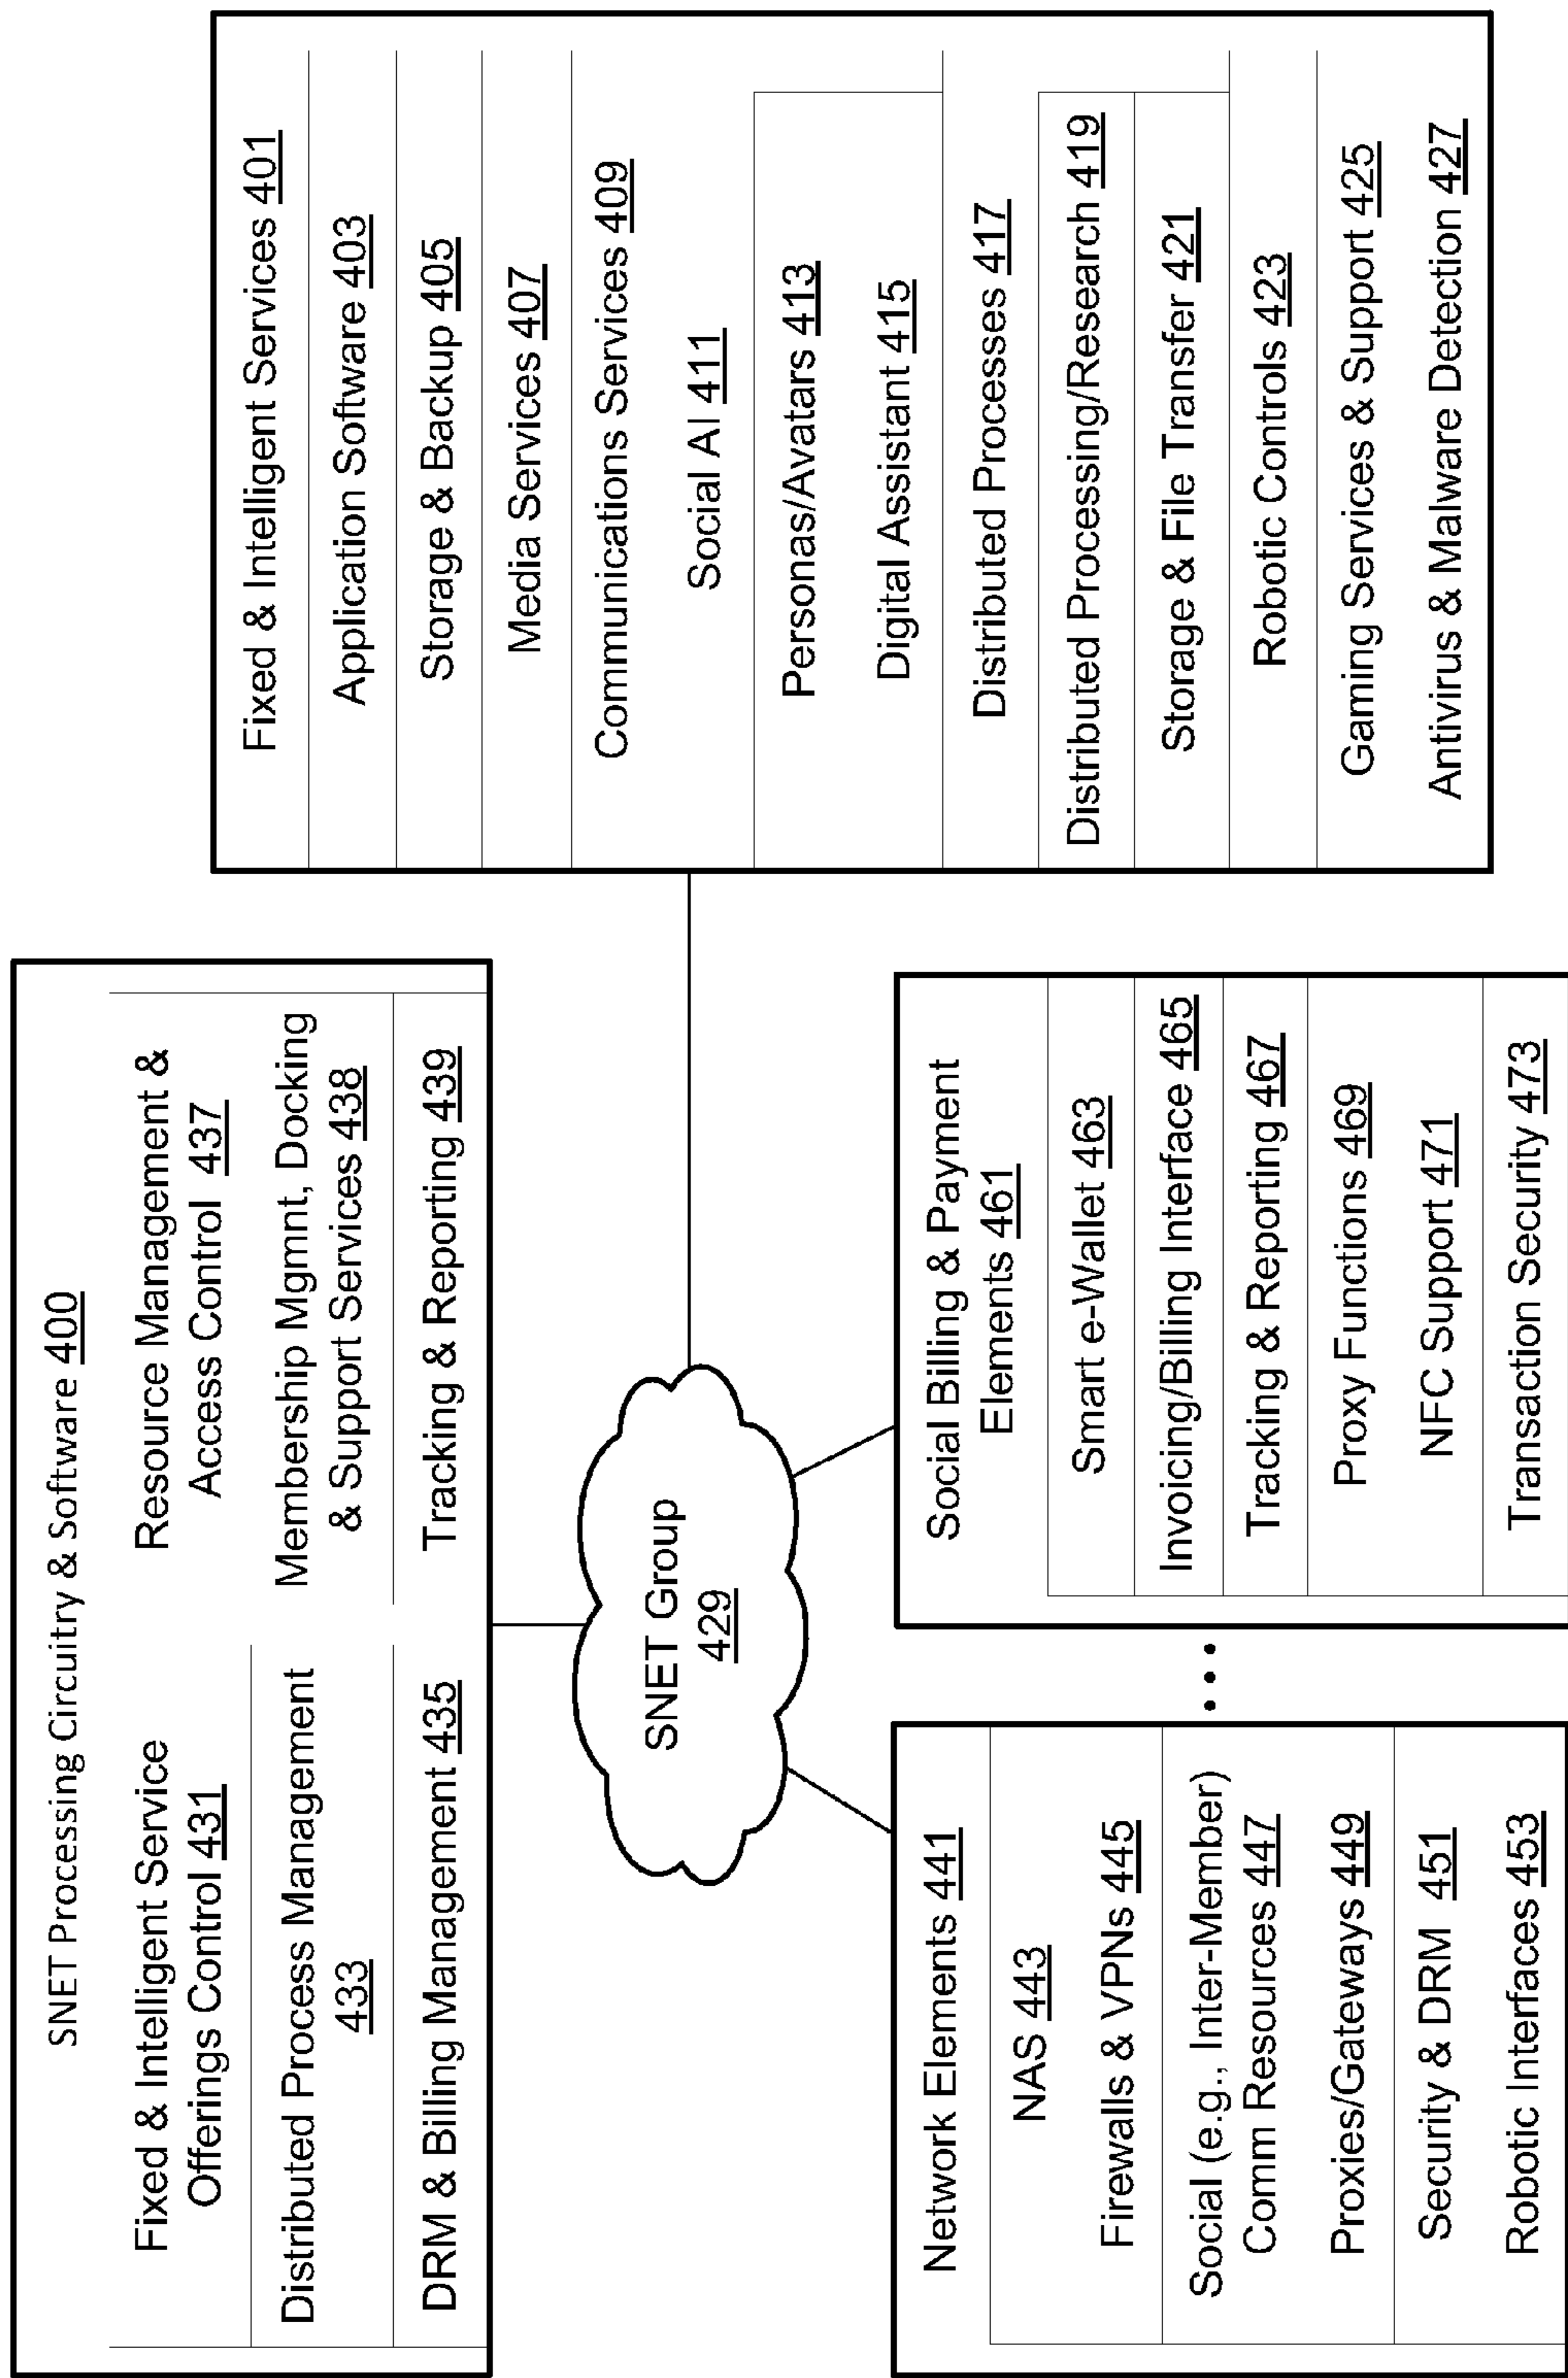 SNET Processing Circuitry & Software 400
Fixed & Intelligent Service
Offerings Control 431
Distributed Process Management
433
DRM & Billing Management 435
Resource Management &
Access Control 437
Membership Mgmnt, Docking
& Support Services 438
Tracking & Reporting 439
SNET Group
429
Network Elements 441
NAS 443
Firewalls & VPNs 445
Social (e.g., Inter-Member)
Comm Resources 447
Proxies/Gateways 449
Security & DRM 451
Robotic Interfaces 453
...
Social Billing & Payment
Elements 461
Smart e-Wallet 463
Invoicing/Billing Interface 465
Tracking & Reporting 467
Proxy Functions 469
NFC Support 471
Transaction Security 473
Fixed & Intelligent Services 401
Application Software 403
Storage & Backup 405
Media Services 407
Communications Services 409
Social AI 411
Personas/Avatars 413
Digital Assistant 415
Distributed Processes 417
Distributed Processing/Research 419
Storage & File Transfer 421
Robotic Controls 423
Gaming Services & Support 425
Antivirus & Malware Detection 427